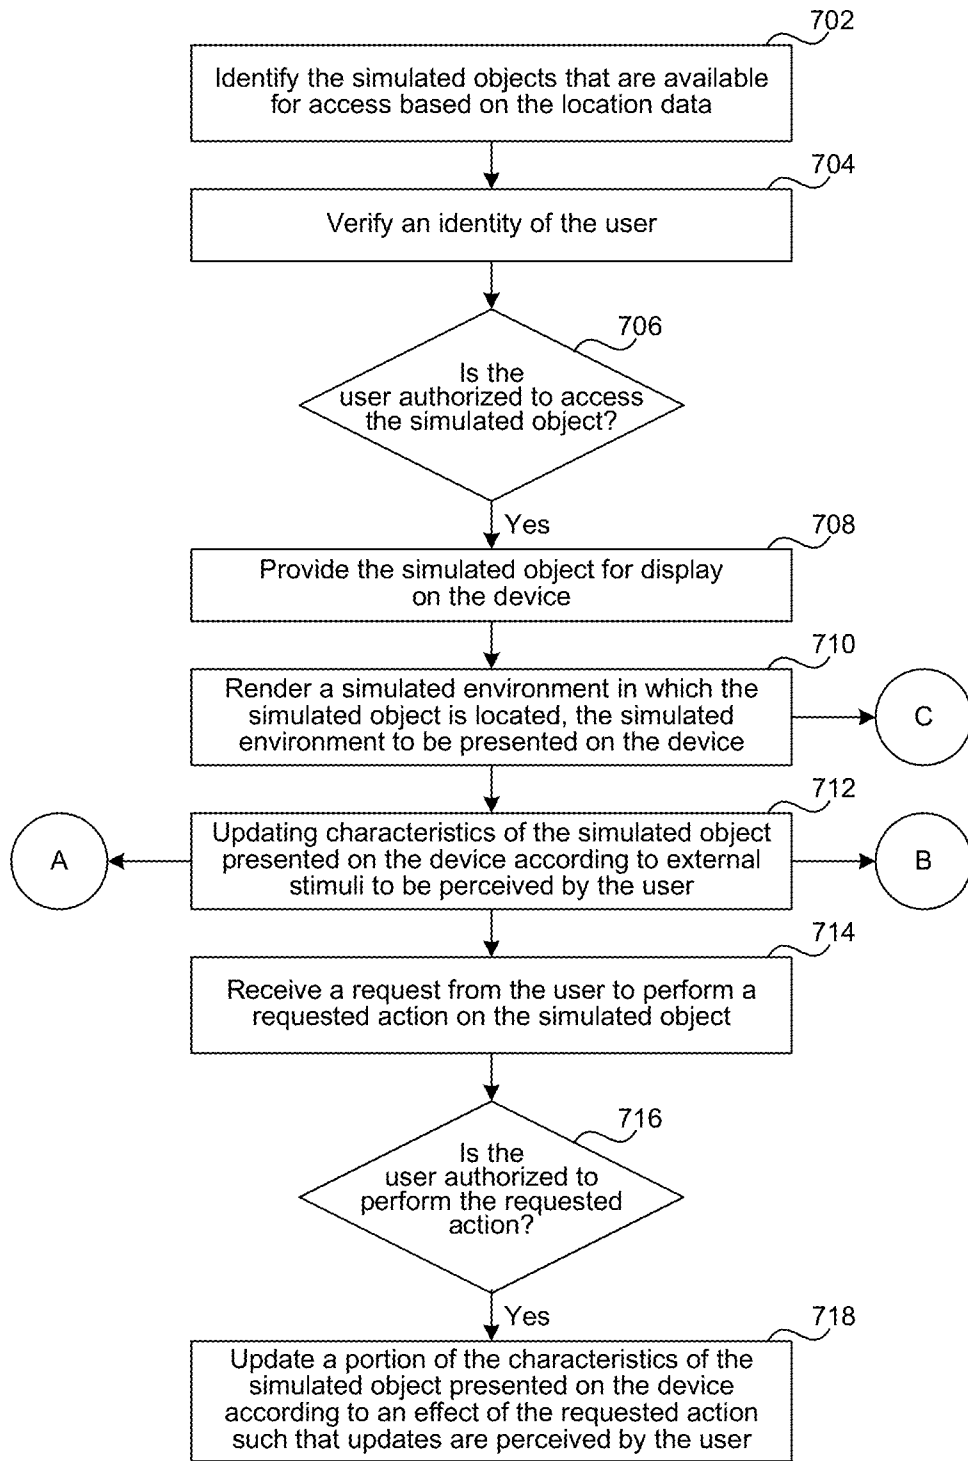 702
Identify the simulated objects that are available
for access based on the location data
704
Verify an identity of the user
706
Is the
user authorized to access
the simulated object?
Yes
708
Provide the simulated object for display
on the device
710
Render a simulated environment in which the
simulated object is located, the simulated
environment to be presented on the device
C
712
Updating characteristics of the simulated object
presented on the device according to external
stimuli to be perceived by the user
A
B
714
Receive a request from the user to perform a
requested action on the simulated object
716
Is the
user authorized to
perform the requested
action?
Yes
718
Update a portion of the characteristics of the
simulated object presented on the device
according to an effect of the requested action
such that updates are perceived by the user